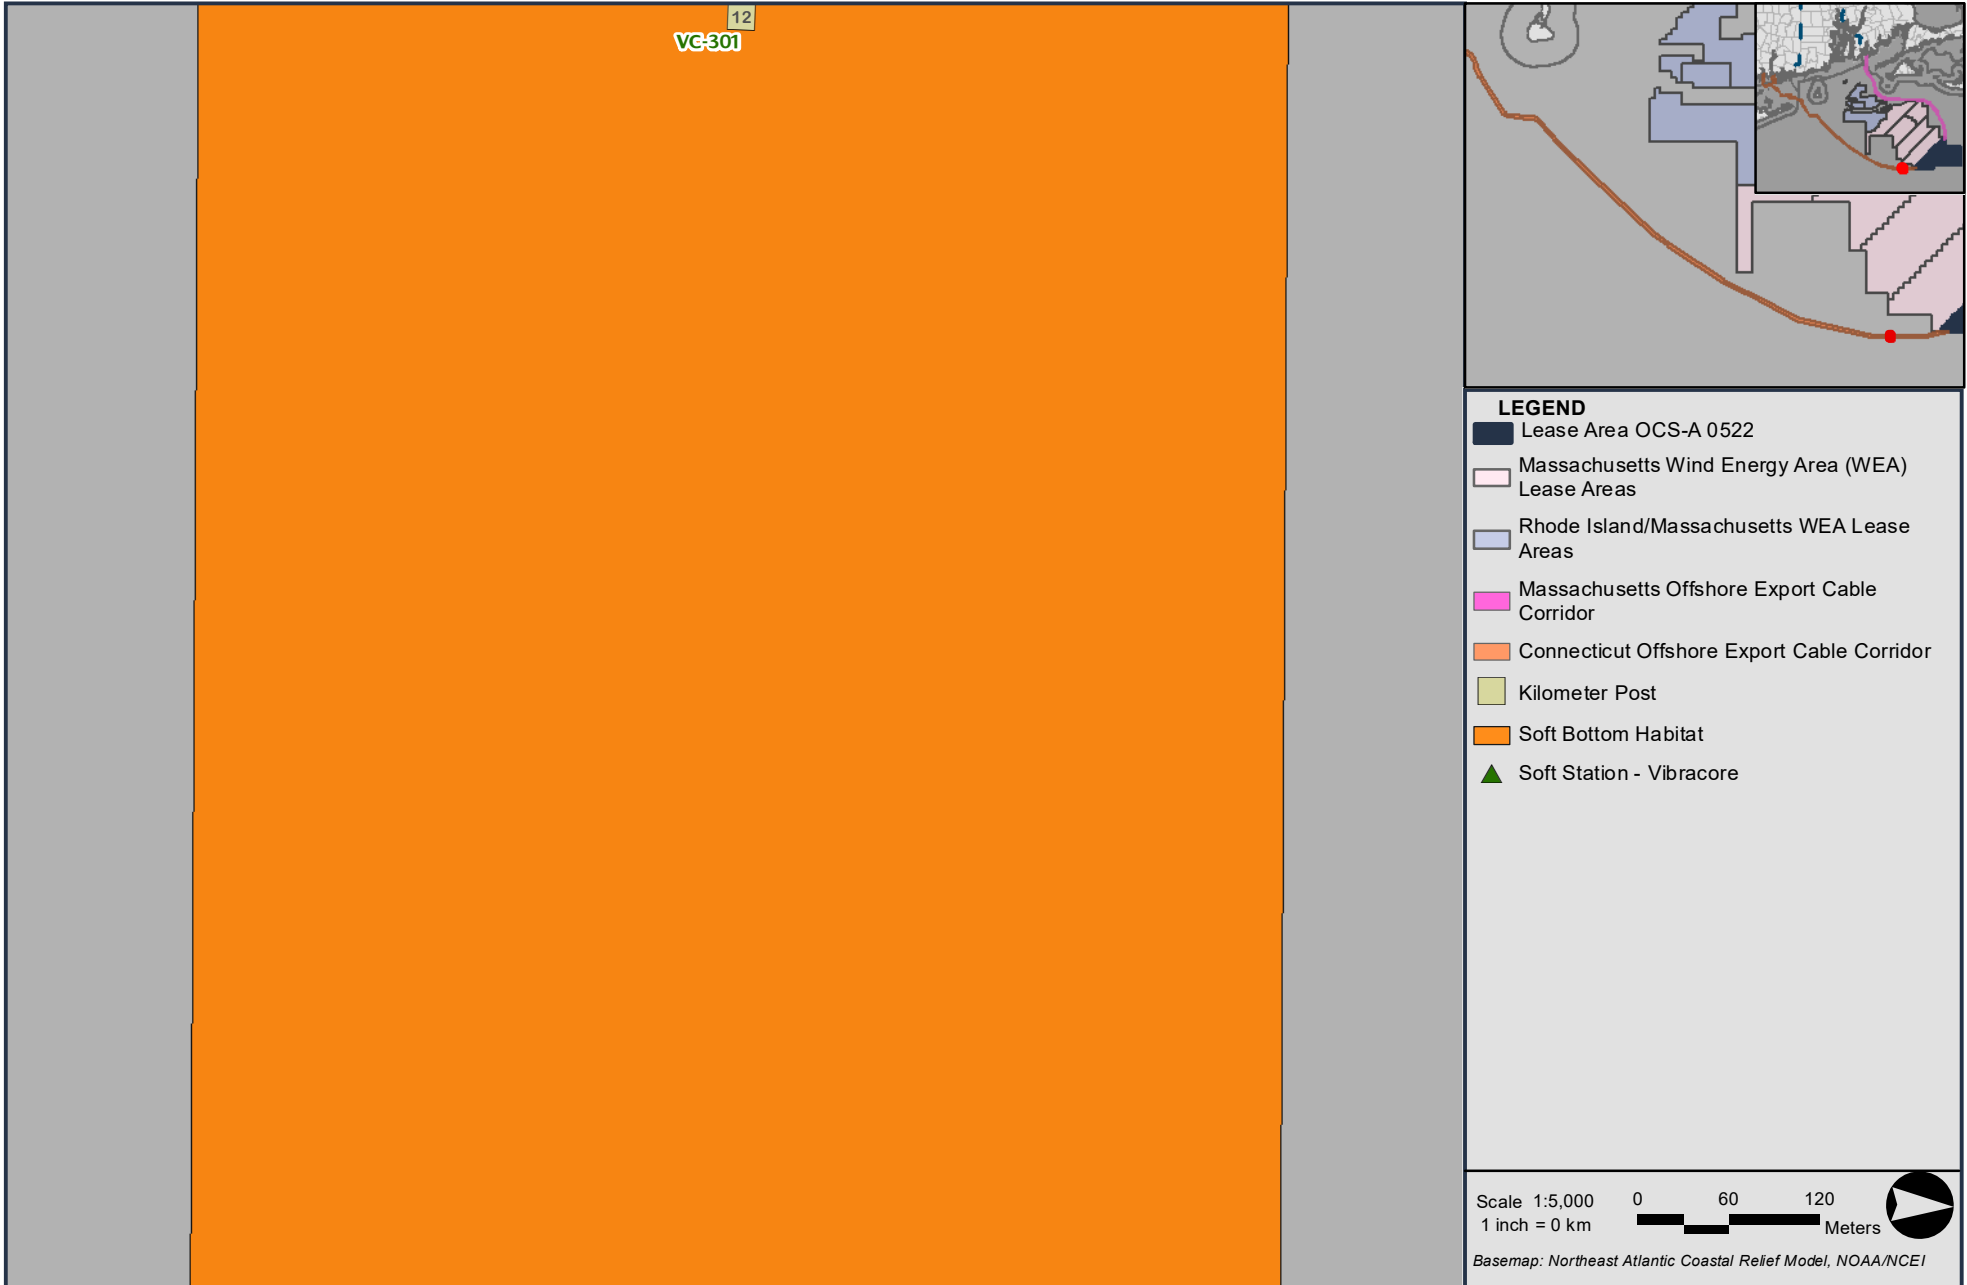 12
VC-301
LEGEND
Lease Area OCS-A 0522
Massachusetts Wind Energy Area (WEA)
Lease Areas
Rhode Island/Massachusetts WEA Lease
Areas
Massachusetts Offshore Export Cable
Corridor
Connecticut Offshore Export Cable Corridor
Kilometer Post
Soft Bottom Habitat
Soft Station - Vibracore
Scale 1:5,000
1 inch = 0 km
0 60 120
Meters
Basemap: Northeast Atlantic Coastal Relief Model, NOAA/NCEI